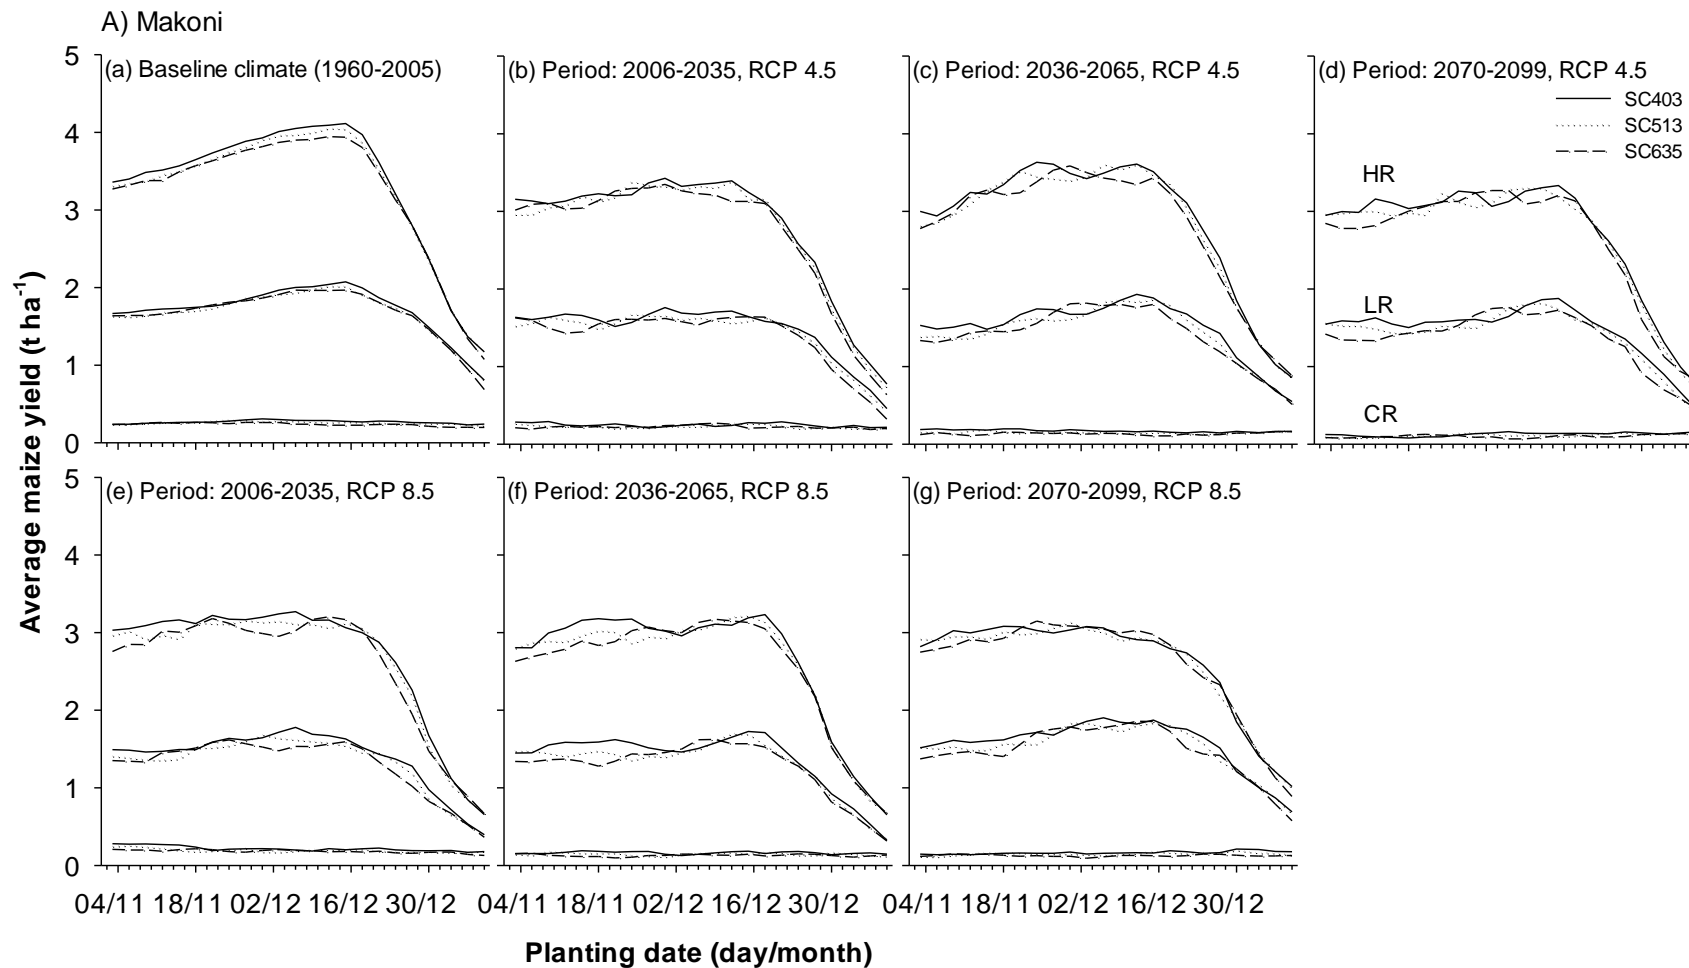 A) Makoni
(a) Baseline climate (1960-2005)
(b) Period: 2006-2035, RCP 4.5
(c) Period: 2036-2065, RCP 4.5
(d) Period: 2070-2099, RCP 4.5
SC403
SC513
SC635
HR
LR
CR
5
4
3
2
1
0
(e) Period: 2006-2035, RCP 8.5
(f) Period: 2036-2065, RCP 8.5
(g) Period: 2070-2099, RCP 8.5
5
4
3
2
1
0
Average maize yield (t ha⁻¹)
04/11 18/11 02/12 16/12 30/12
04/11 18/11 02/12 16/12 30/12
04/11 18/11 02/12 16/12 30/12
Planting date (day/month)